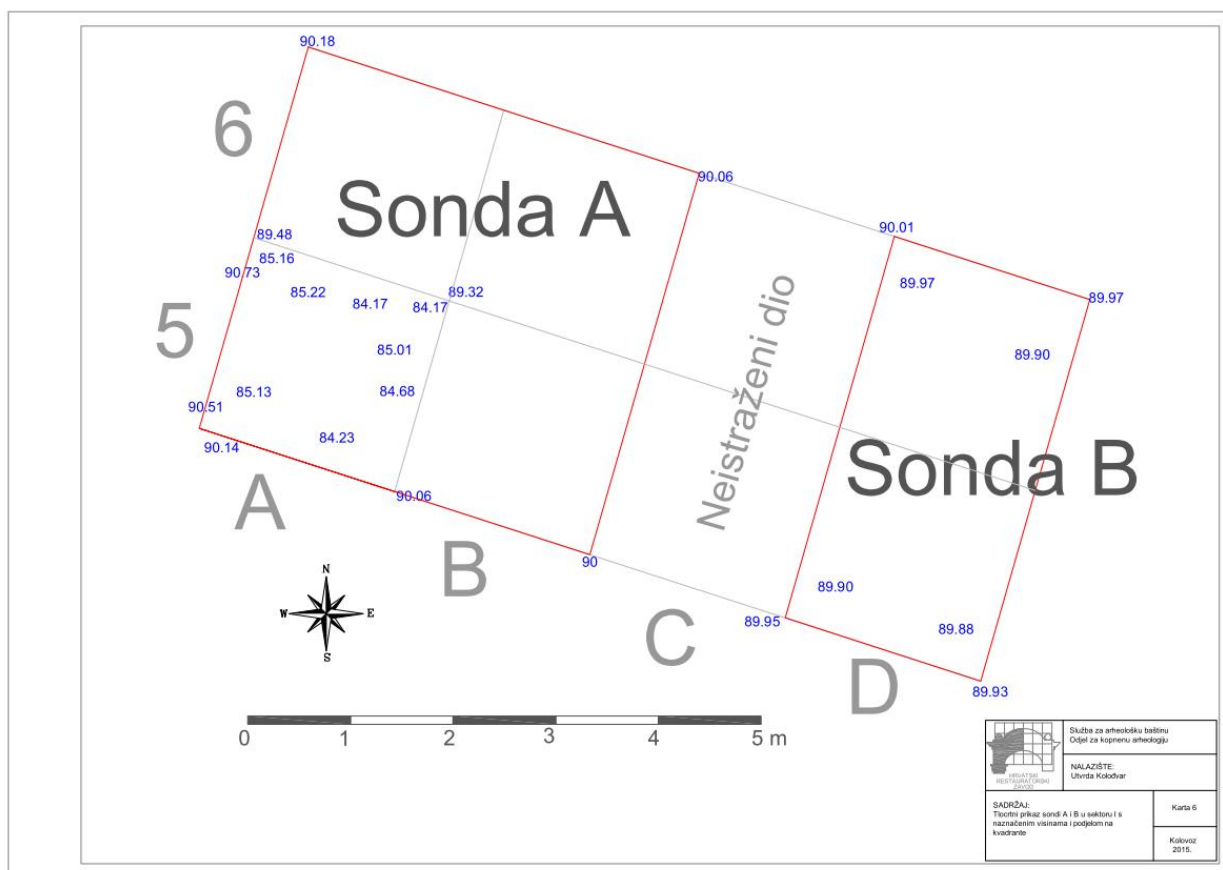 90.18
6
Sonda A
90.06
90.01
89.48
85.16
90.73
85.22
84.17
84.17
89.32
89.97
89.97
5
85.01
89.90
Neistraženi dio
85.13
84.68
90.51
90.14
84.23
Sonda B
A
90.06
B
90
N
W E
S
89.90
89.95
89.88
C
D
89.93
0 1 2 3 4 5 m
HRVATSKI
RESTAURATORSKI
ZAVOD
Služba za arheološku baštinu
Odjel za kopnenu arheologiju
NALAZIŠTE:
Utvrda Kolođvar
SADRŽAJ:
Tlocrtni prikaz sondi A i B u sektoru I s
naznačenim visinama i podjelom na
kvadrante
Karta 6
Kolovoz
2015.